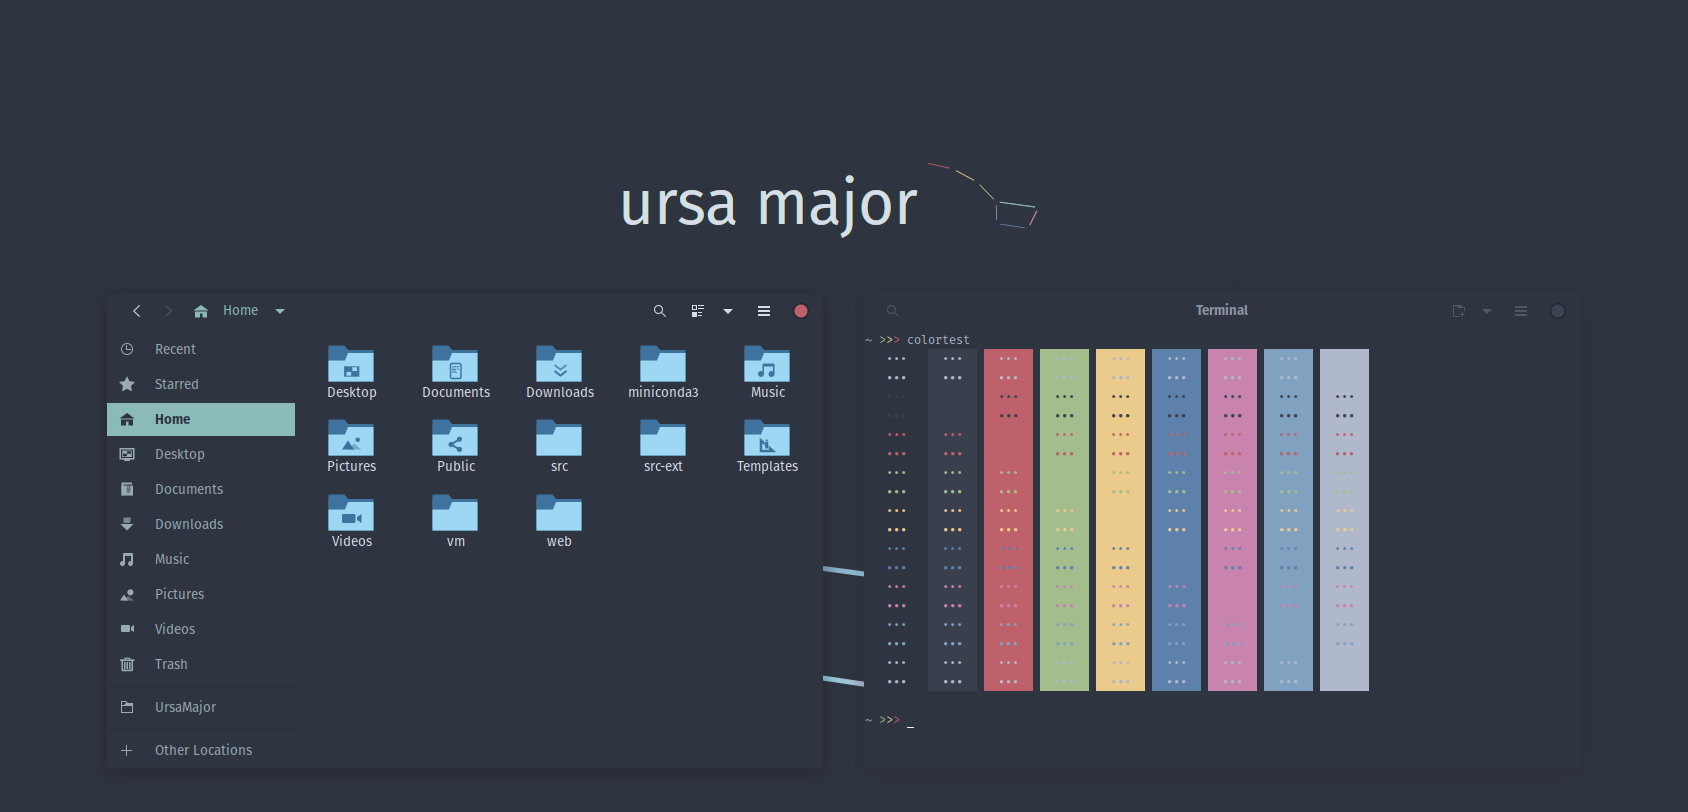 ursa major
Home
Recent
Starred
Home
Desktop
Documents
Downloads
Music
Pictures
Videos
Trash
UrsaMajor
Other Locations
Desktop Documents Downloads miniconda3 Music
Pictures Public src src-ext Templates
Videos vm web
Terminal
~ >>> colortest
••• •••
••• ••• ••• ••• ••• ••• ••• •••
~ >>> _